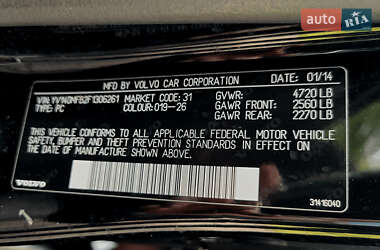 auto RIA
MFD BY VOLVO CAR CORPORATION 01/14
VIN: YV1N0MFB2F1306261 MARKET CODE: 31 GVWR: 4720 LB
TYPE: PC COLOUR: 019-26 GAWR FRONT: 2560 LB
GAWR REAR: 2270 LB
THIS VEHICLE CONFORMS TO ALL APPLICABLE FEDERAL MOTOR VEHICLE
SAFETY, BUMPER AND THEFT PREVENTION STANDARDS IN EFFECT ON THE
DATE OF MANUFACTURE SHOWN ABOVE.
VOLVO 31416040